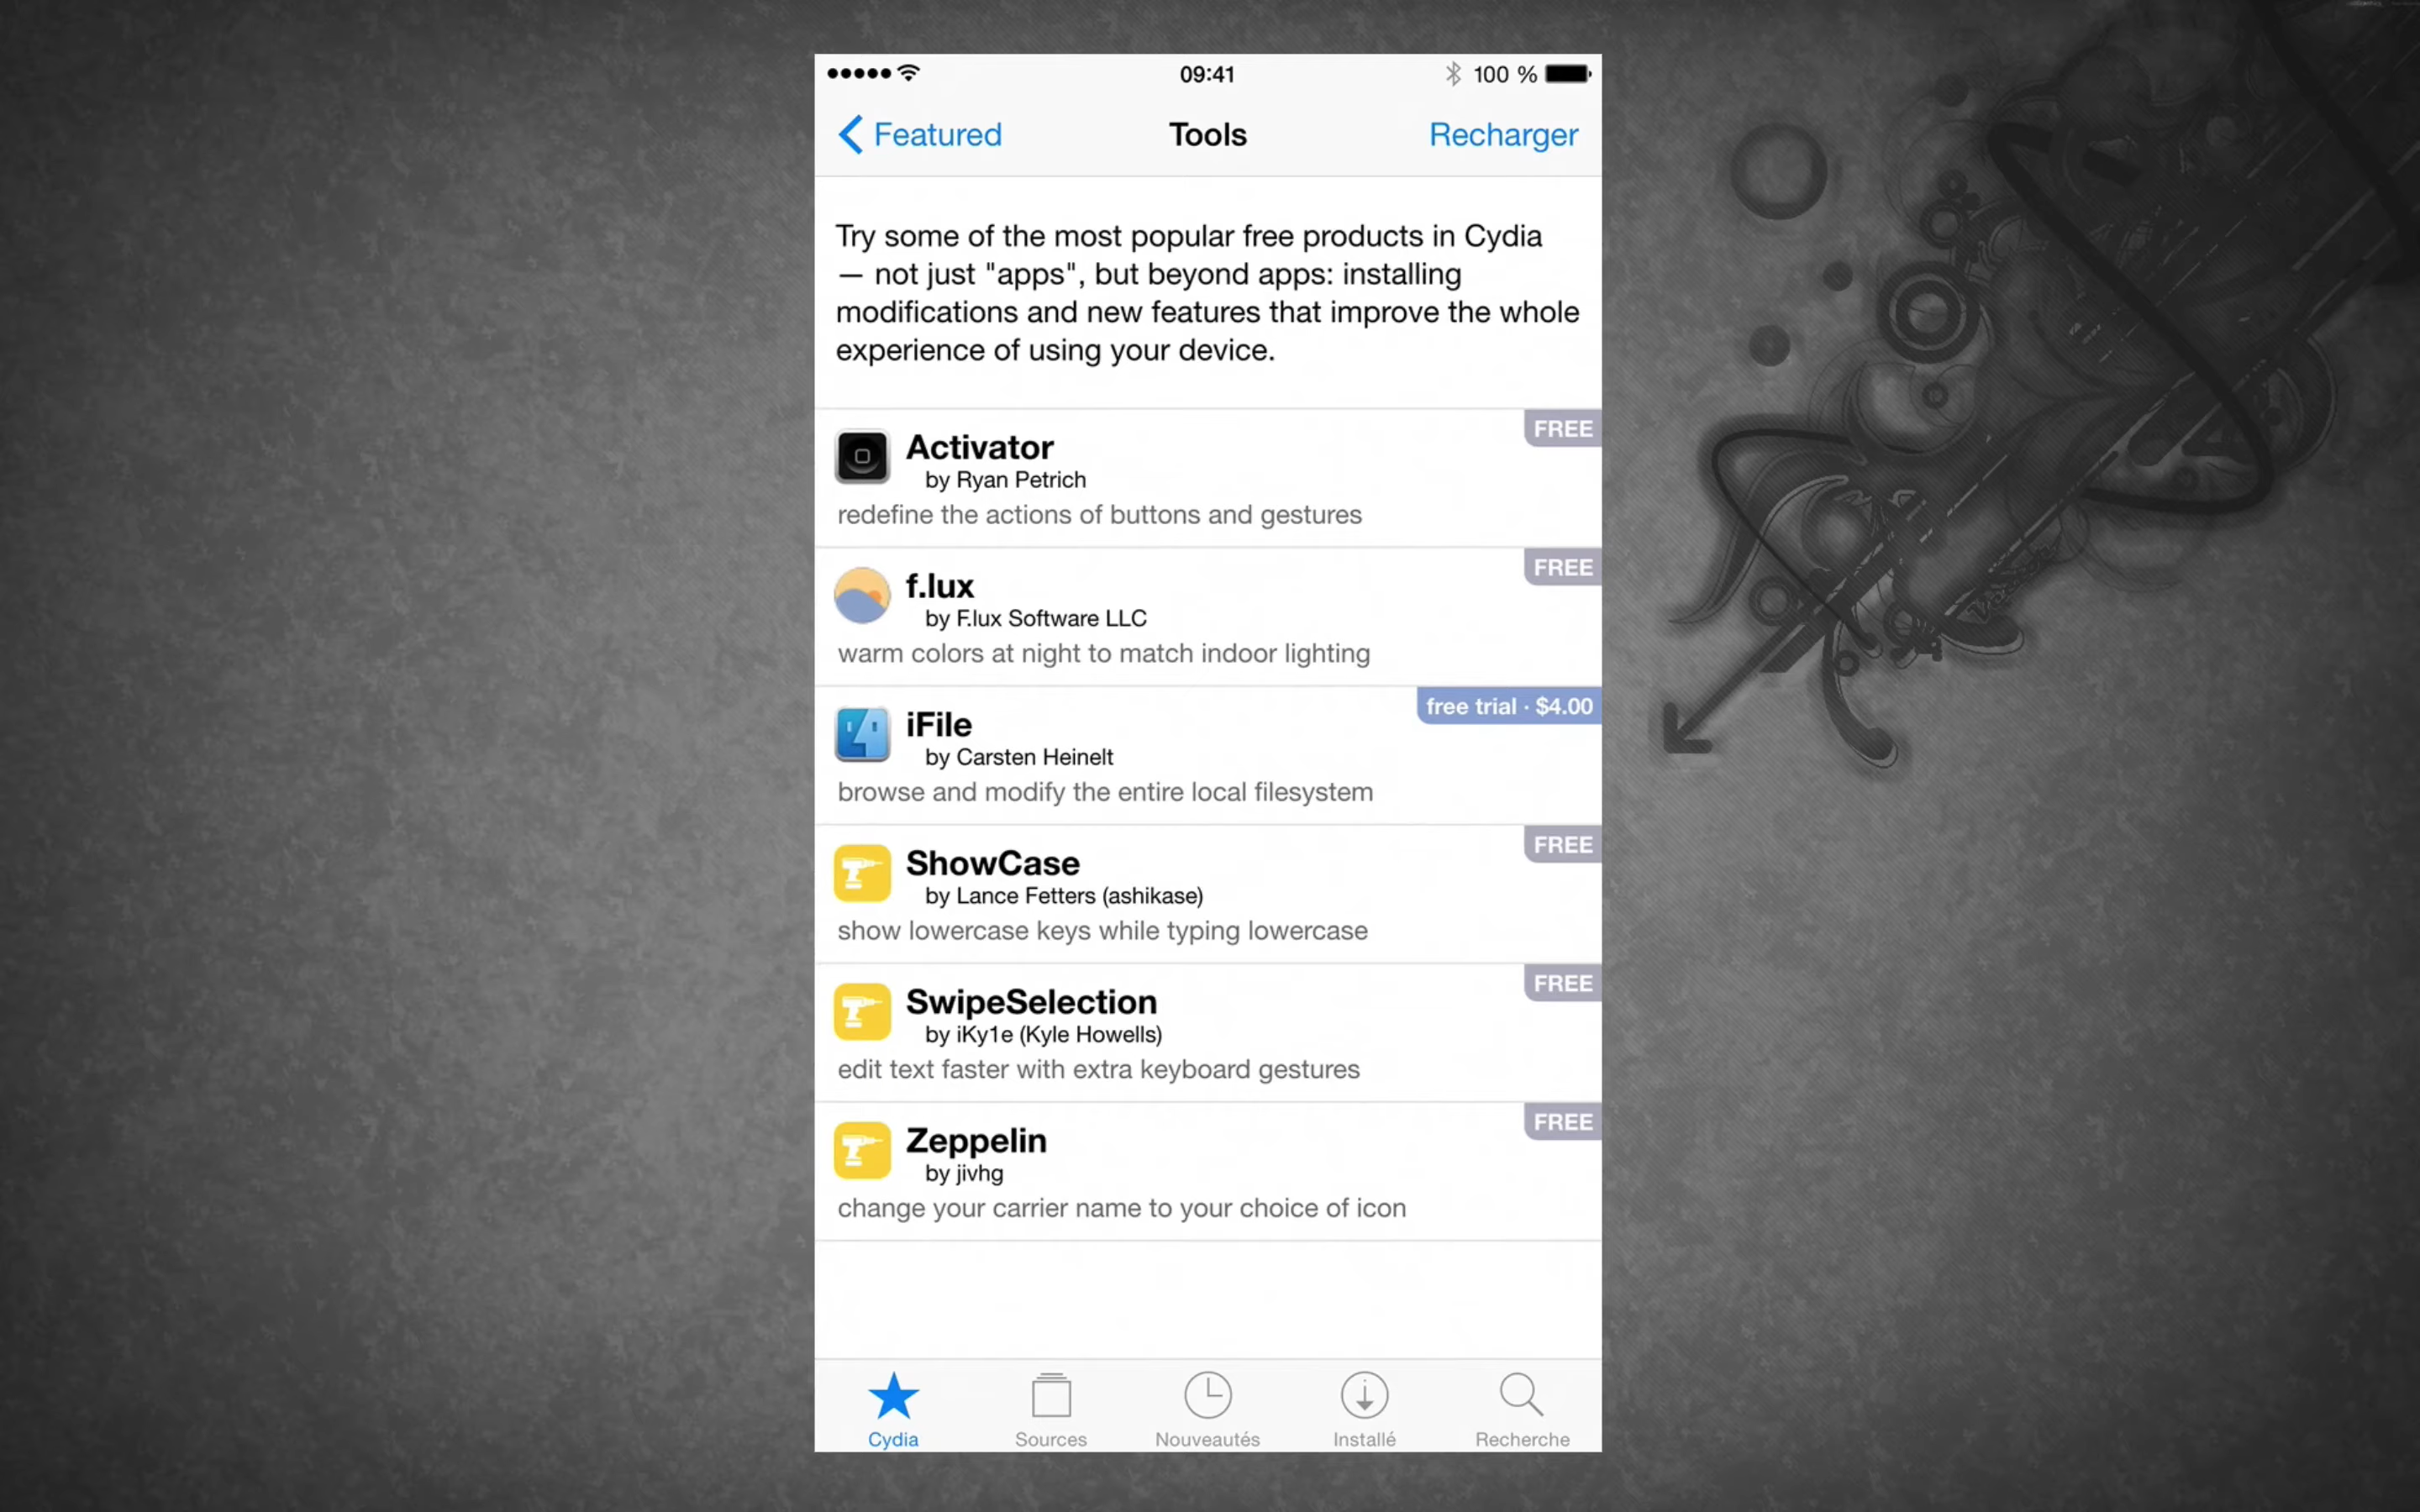 09:41
100 %
Featured
Tools
Recharger
Try some of the most popular free products in Cydia
— not just "apps", but beyond apps: installing
modifications and new features that improve the whole
experience of using your device.
FREE
Activator
by Ryan Petrich
redefine the actions of buttons and gestures
FREE
f.lux
by F.lux Software LLC
warm colors at night to match indoor lighting
free trial · $4.00
iFile
by Carsten Heinelt
browse and modify the entire local filesystem
FREE
ShowCase
by Lance Fetters (ashikase)
show lowercase keys while typing lowercase
FREE
SwipeSelection
by iKy1e (Kyle Howells)
edit text faster with extra keyboard gestures
FREE
Zeppelin
by jivhg
change your carrier name to your choice of icon
Cydia
Sources
Nouveautés
Installé
Recherche